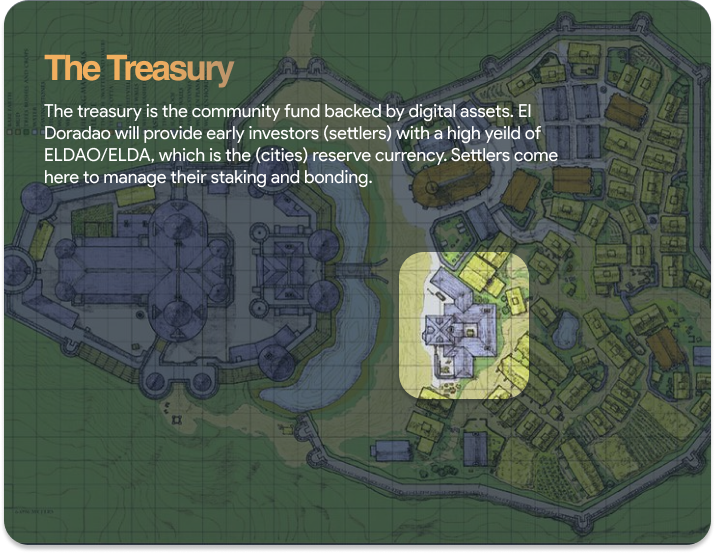 The Treasury
The treasury is the community fund backed by digital assets. El
Doradao will provide early investors (settlers) with a high yeild of
ELDAO/ELDA, which is the (cities) reserve currency. Settlers come
here to manage their staking and bonding.